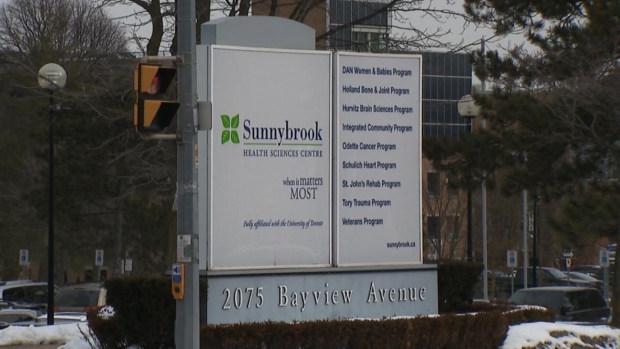 Sunnybrook
HEALTH SCIENCES CENTRE
when it matters
MOST
Fully affiliated with the University of Toronto
DAN Women & Babies Program
Holland Bone & Joint Program
Hurvitz Brain Sciences Program
Integrated Community Program
Odette Cancer Program
Schulich Heart Program
St. John's Rehab Program
Tory Trauma Program
Veterans Program
sunnybrook.ca
2075 Bayview Avenue